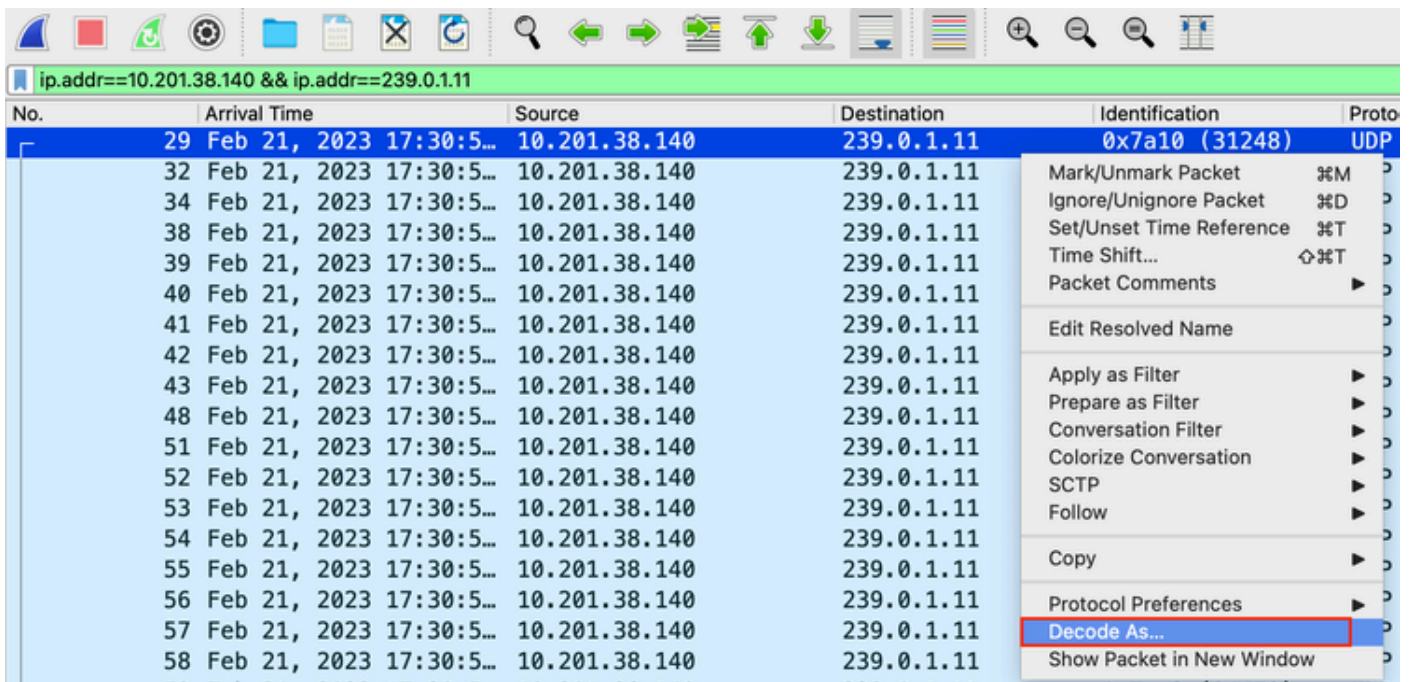 ip.addr==10.201.38.140 && ip.addr==239.0.1.11
No. Arrival Time Source Destination Identification Proto
29 Feb 21, 2023 17:30:5… 10.201.38.140 239.0.1.11 0x7a10 (31248) UDP
32 Feb 21, 2023 17:30:5… 10.201.38.140 239.0.1.11
34 Feb 21, 2023 17:30:5… 10.201.38.140 239.0.1.11
38 Feb 21, 2023 17:30:5… 10.201.38.140 239.0.1.11
39 Feb 21, 2023 17:30:5… 10.201.38.140 239.0.1.11
40 Feb 21, 2023 17:30:5… 10.201.38.140 239.0.1.11
41 Feb 21, 2023 17:30:5… 10.201.38.140 239.0.1.11
42 Feb 21, 2023 17:30:5… 10.201.38.140 239.0.1.11
43 Feb 21, 2023 17:30:5… 10.201.38.140 239.0.1.11
48 Feb 21, 2023 17:30:5… 10.201.38.140 239.0.1.11
51 Feb 21, 2023 17:30:5… 10.201.38.140 239.0.1.11
52 Feb 21, 2023 17:30:5… 10.201.38.140 239.0.1.11
53 Feb 21, 2023 17:30:5… 10.201.38.140 239.0.1.11
54 Feb 21, 2023 17:30:5… 10.201.38.140 239.0.1.11
55 Feb 21, 2023 17:30:5… 10.201.38.140 239.0.1.11
56 Feb 21, 2023 17:30:5… 10.201.38.140 239.0.1.11
57 Feb 21, 2023 17:30:5… 10.201.38.140 239.0.1.11
58 Feb 21, 2023 17:30:5… 10.201.38.140 239.0.1.11
Mark/Unmark Packet ⌘M
Ignore/Unignore Packet ⌘D
Set/Unset Time Reference ⌘T
Time Shift... ⇧⌘T
Packet Comments
Edit Resolved Name
Apply as Filter
Prepare as Filter
Conversation Filter
Colorize Conversation
SCTP
Follow
Copy
Protocol Preferences
Decode As...
Show Packet in New Window